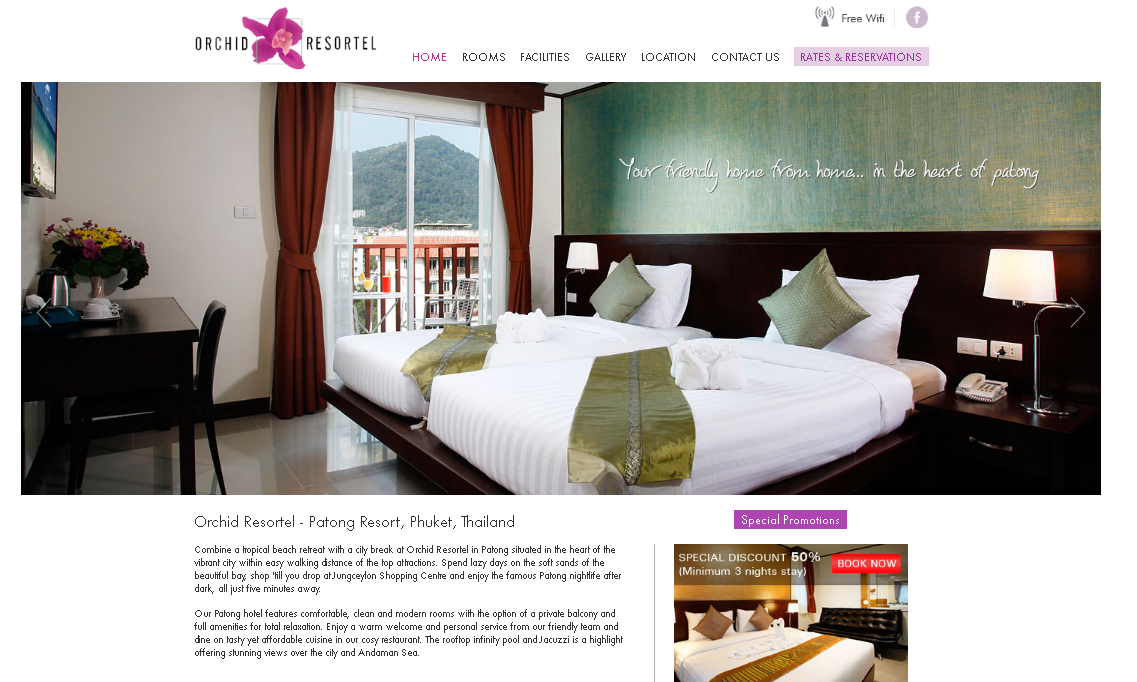 ORCHID RESORTEL
Free Wifi
f
HOME ROOMS FACILITIES GALLERY LOCATION CONTACT US RATES & RESERVATIONS
Your friendly home from home... in the heart of patong
Orchid Resortel - Patong Resort, Phuket, Thailand
Combine a tropical beach retreat with a city break at Orchid Resortel in Patong situated in the heart of the
vibrant city within easy walking distance of the top attractions. Spend lazy days on the soft sands of the
beautiful bay, shop 'till you drop at Jungceylon Shopping Centre and enjoy the famous Patong nightlife after
dark, all just five minutes away.
Our Patong hotel features comfortable, clean and modern rooms with the option of a private balcony and
full amenities for total relaxation. Enjoy a warm welcome and personal service from our friendly team and
dine on tasty yet affordable cuisine in our cosy restaurant. The rooftop infinity pool and Jacuzzi is a highlight
offering stunning views over the city and Andaman Sea.
Special Promotions
SPECIAL DISCOUNT 50%
(Minimum 3 nights stay)
BOOK NOW